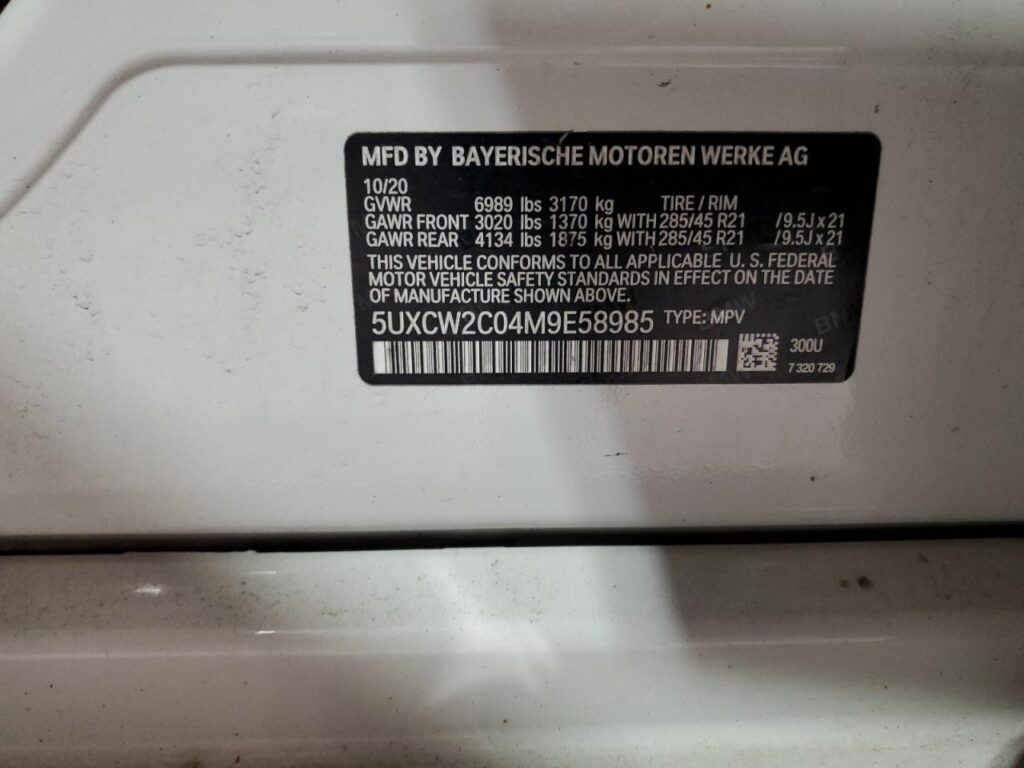 MFD BY BAYERISCHE MOTOREN WERKE AG
10/20
GVWR 6989 lbs 3170 kg TIRE / RIM
GAWR FRONT 3020 lbs 1370 kg WITH 285/45 R21 /9.5J x 21
GAWR REAR 4134 lbs 1875 kg WITH 285/45 R21 /9.5J x 21
THIS VEHICLE CONFORMS TO ALL APPLICABLE U. S. FEDERAL
MOTOR VEHICLE SAFETY STANDARDS IN EFFECT ON THE DATE
OF MANUFACTURE SHOWN ABOVE.
5UXCW2C04M9E58985 TYPE: MPV
300U
7 320 729